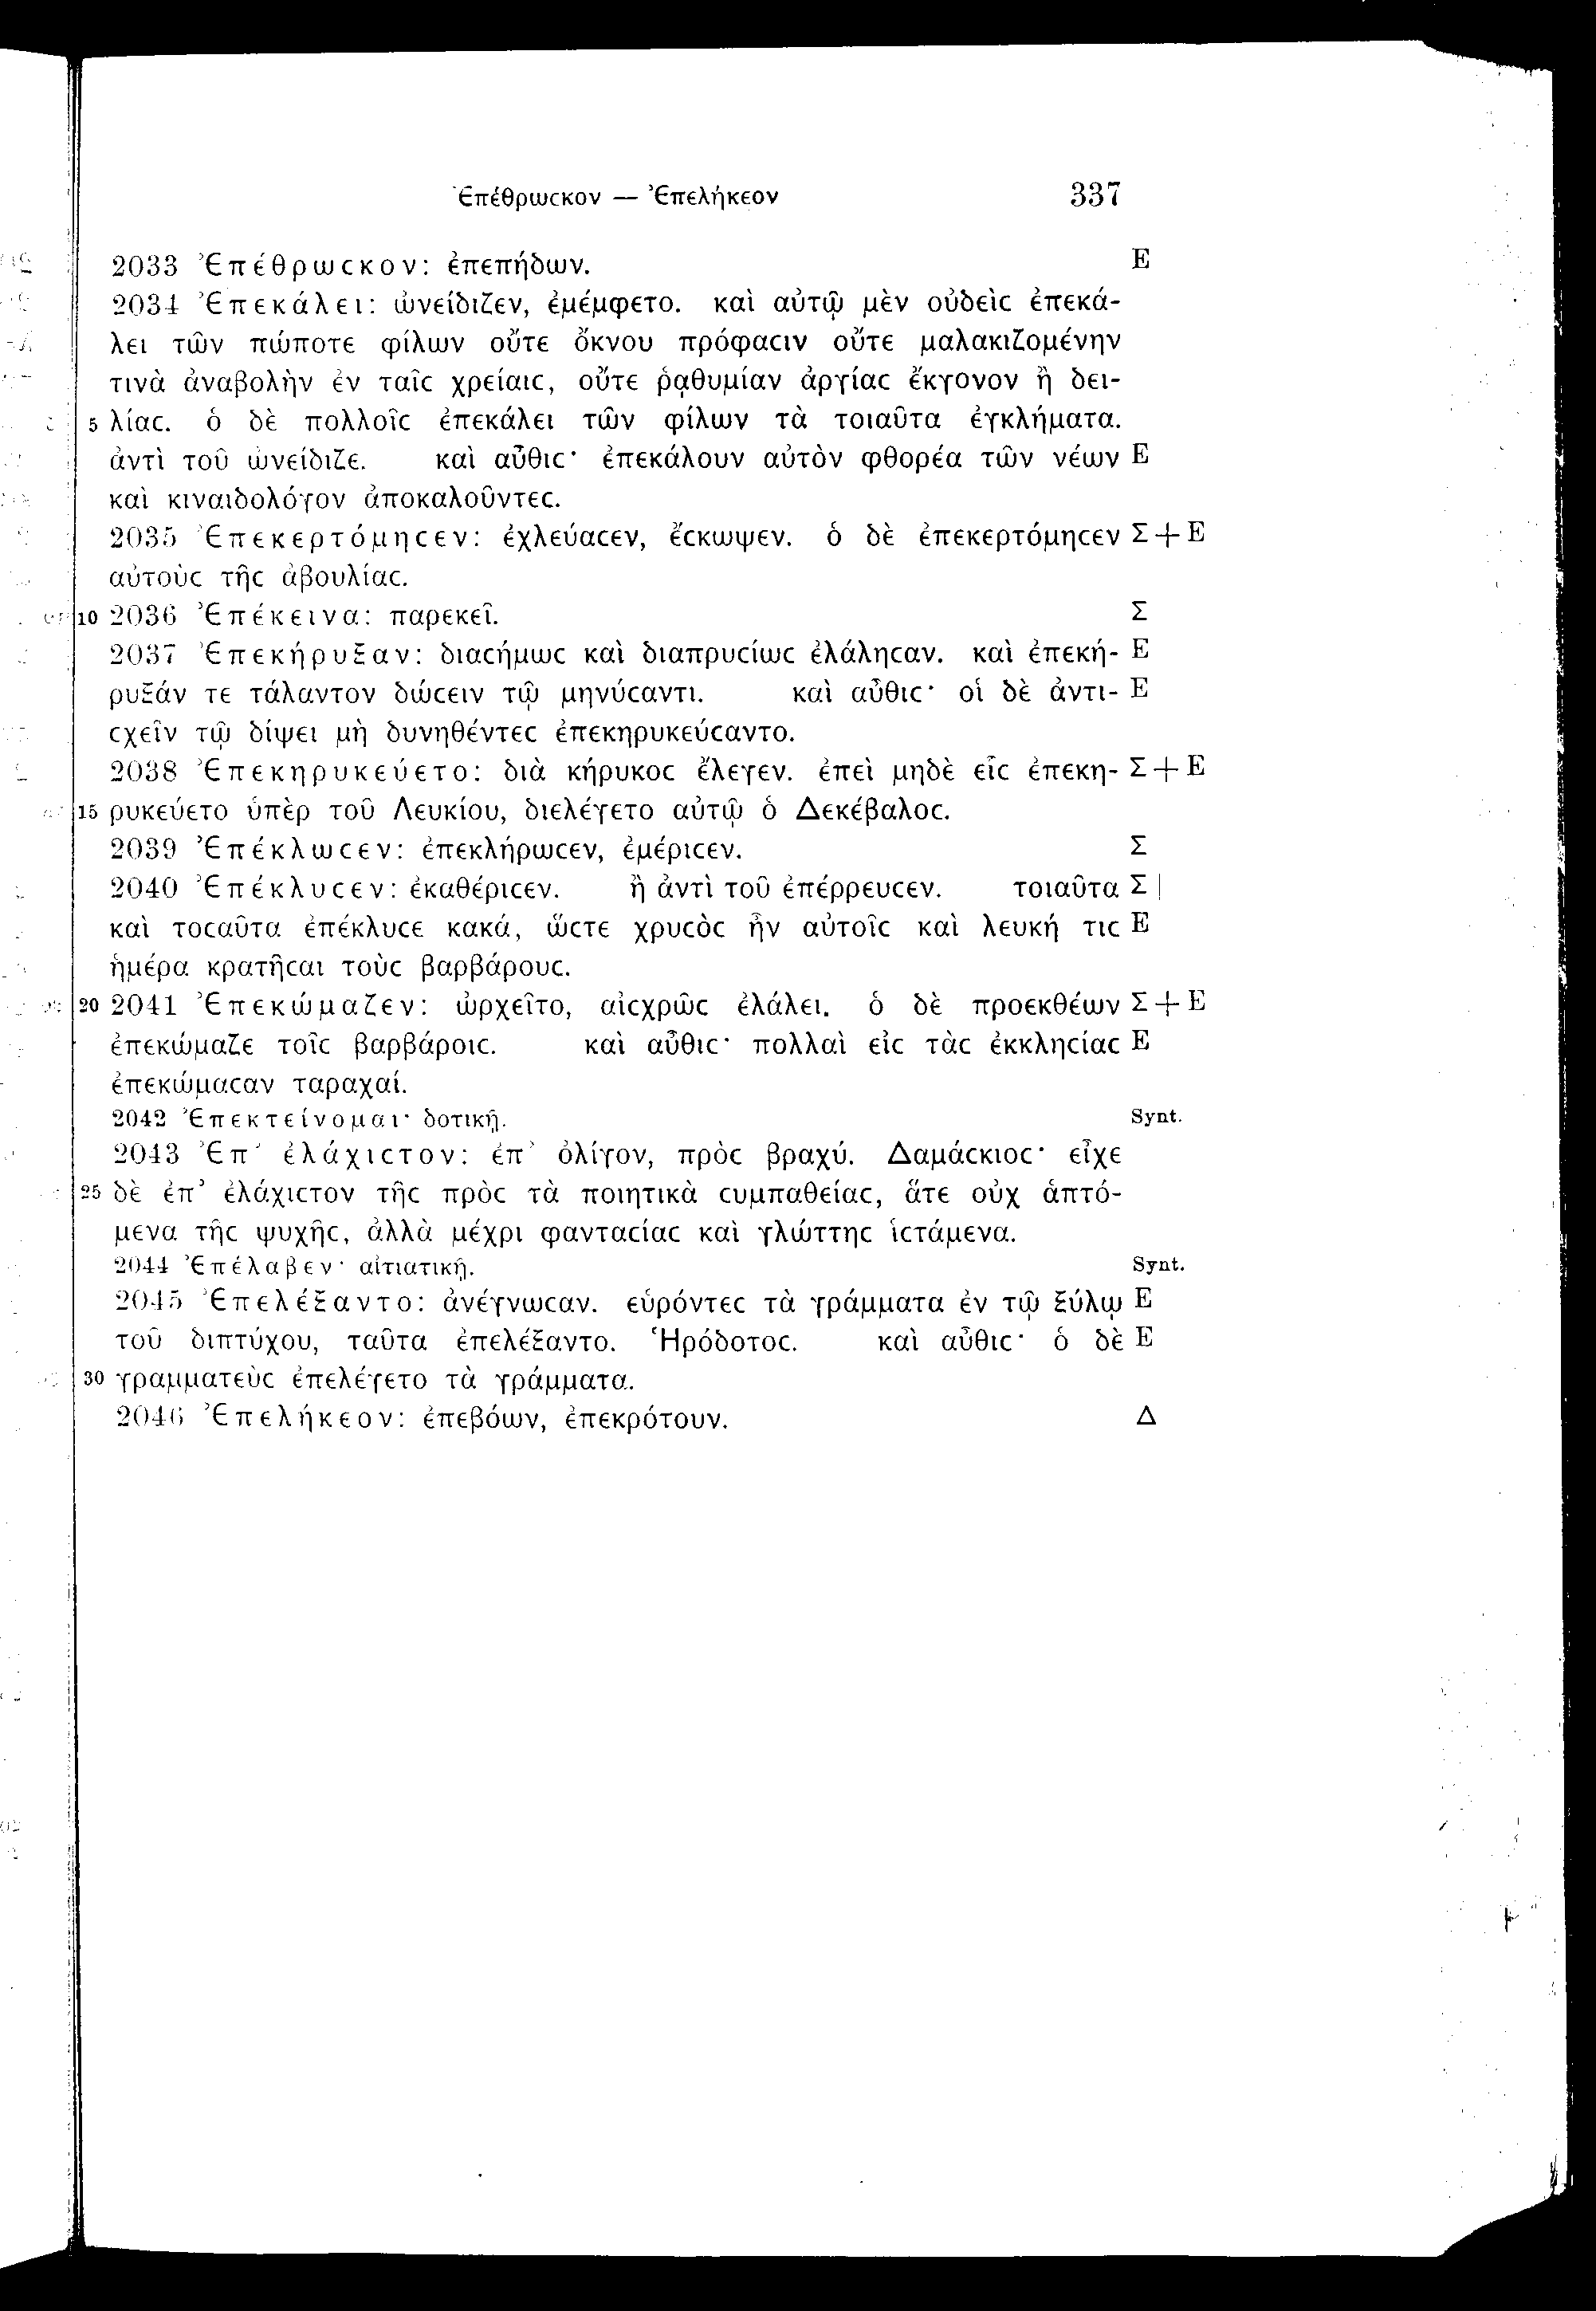 Ἐπέθρωϲκον — Ἐπελήκεον 337
2033 Ἐπέθρωϲκον: ἐπεπήδων. E
2034 Ἐπεκάλει: ὠνείδιζεν, ἐμέμφετο. καὶ αὐτῷ μὲν οὐδεὶϲ ἐπεκά-
λει τῶν πώποτε φίλων οὔτε ὄκνου πρόφαϲιν οὔτε μαλακιζομένην
τινὰ ἀναβολὴν ἐν ταῖϲ χρείαιϲ, οὔτε ῥᾳθυμίαν ἀργίαϲ ἔκγονον ἢ δει-
5 λίαϲ. ὁ δὲ πολλοῖϲ ἐπεκάλει τῶν φίλων τὰ τοιαῦτα ἐγκλήματα.
ἀντὶ τοῦ ὠνείδιζε. καὶ αὖθιϲ· ἐπεκάλουν αὐτὸν φθορέα τῶν νέων E
καὶ κιναιδολόγον ἀποκαλοῦντεϲ.
2035 Ἐπεκερτόμηϲεν: ἐχλεύαϲεν, ἔϲκωψεν. ὁ δὲ ἐπεκερτόμηϲεν Σ+E
αὐτοὺϲ τῆϲ ἀβουλίαϲ.
10 2036 Ἐπέκεινα: παρεκεῖ. Σ
2037 Ἐπεκήρυξαν: διαϲήμωϲ καὶ διαπρυϲίωϲ ἐλάληϲαν. καὶ ἐπεκή- E
ρυξάν τε τάλαντον δώϲειν τῷ μηνύϲαντι. καὶ αὖθιϲ· οἱ δὲ ἀντι- E
ϲχεῖν τῷ δίψει μὴ δυνηθέντεϲ ἐπεκηρυκεύϲαντο.
2038 Ἐπεκηρυκεύετο: διὰ κήρυκοϲ ἔλεγεν. ἐπεὶ μηδὲ εἷϲ ἐπεκη- Σ+E
15 ρυκεύετο ὑπὲρ τοῦ Λευκίου, διελέγετο αὐτῷ ὁ Δεκέβαλοϲ.
2039 Ἐπέκλωϲεν: ἐπεκλήρωϲεν, ἐμέριϲεν. Σ
2040 Ἐπέκλυϲεν: ἐκαθέριϲεν. ἢ ἀντὶ τοῦ ἐπέρρευϲεν. τοιαῦτα Σ|
καὶ τοϲαῦτα ἐπέκλυϲε κακά, ὥϲτε χρυϲὸϲ ἦν αὐτοῖϲ καὶ λευκή τιϲ E
ἡμέρα κρατῆϲαι τοὺϲ βαρβάρουϲ.
20 2041 Ἐπεκώμαζεν: ὠρχεῖτο, αἰϲχρῶϲ ἐλάλει. ὁ δὲ προεκθέων Σ+E
ἐπεκώμαζε τοῖϲ βαρβάροιϲ. καὶ αὖθιϲ· πολλαὶ εἰϲ τὰϲ ἐκκληϲίαϲ E
ἐπεκώμαϲαν ταραχαί.
2042 Ἐπεκτείνομαι· δοτικῇ. Synt.
2043 Ἐπ' ἐλάχιϲτον: ἐπ' ὀλίγον, πρὸϲ βραχύ. Δαμάϲκιοϲ· εἶχε
25 δὲ ἐπ' ἐλάχιϲτον τῆϲ πρὸϲ τὰ ποιητικὰ ϲυμπαθείαϲ, ἅτε οὐχ ἁπτό-
μενα τῆϲ ψυχῆϲ, ἀλλὰ μέχρι φανταϲίαϲ καὶ γλώττηϲ ἱϲτάμενα.
2044 Ἐπέλαβεν· αἰτιατικῇ. Synt.
2045 Ἐπελέξαντο: ἀνέγνωϲαν. εὑρόντεϲ τὰ γράμματα ἐν τῷ ξύλῳ E
τοῦ διπτύχου, ταῦτα ἐπελέξαντο. Ἡρόδοτοϲ. καὶ αὖθιϲ· ὁ δὲ E
30 γραμματεὺϲ ἐπελέγετο τὰ γράμματα.
2046 Ἐπελήκεον: ἐπεβόων, ἐπεκρότουν. Δ